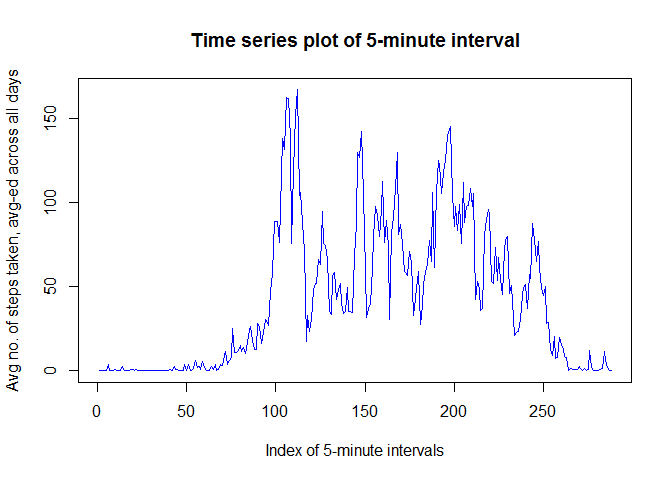 Time series plot of 5-minute interval
Avg no. of steps taken, avg-ed across all days
150
100
50
0
0 50 100 150 200 250
Index of 5-minute intervals